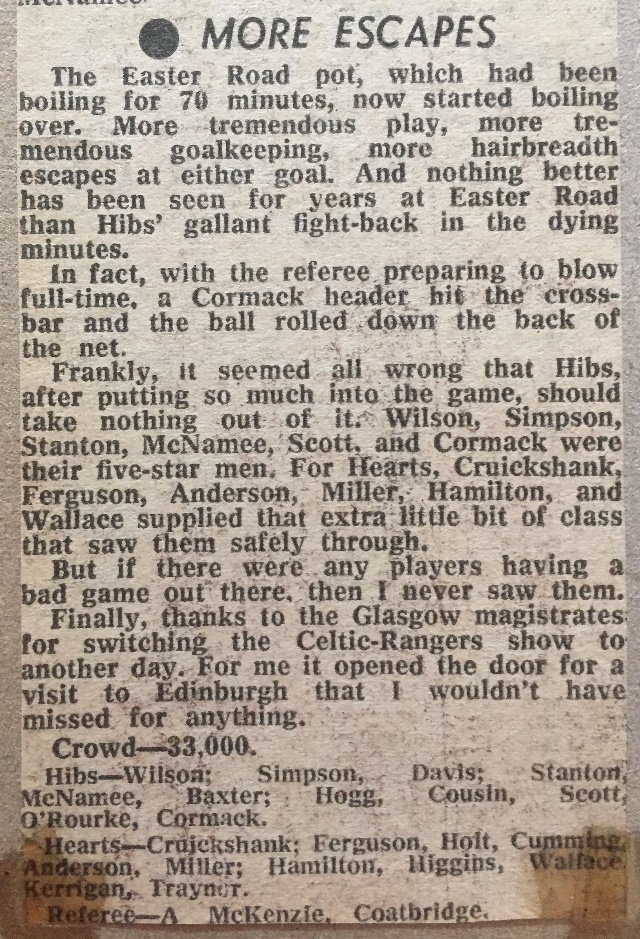 McNamee.
● MORE ESCAPES
The Easter Road pot, which had been
boiling for 70 minutes, now started boiling
over. More tremendous play, more tre-
mendous goalkeeping, more hairbreadth
escapes at either goal. And nothing better
has been seen for years at Easter Road
than Hibs' gallant fight-back in the dying
minutes.
In fact, with the referee preparing to blow
full-time, a Cormack header hit the cross-
bar and the ball rolled down the back of
the net.
Frankly, it seemed all wrong that Hibs,
after putting so much into the game, should
take nothing out of it. Wilson, Simpson,
Stanton, McNamee, Scott, and Cormack were
their five-star men. For Hearts, Cruickshank,
Ferguson, Anderson, Miller, Hamilton, and
Wallace supplied that extra little bit of class
that saw them safely through.
But if there were any players having a
bad game out there, then I never saw them.
Finally, thanks to the Glasgow magistrates
for switching the Celtic-Rangers show to
another day. For me it opened the door for a
visit to Edinburgh that I wouldn't have
missed for anything.
Crowd—33,000.
Hibs—Wilson; Simpson, Davis; Stanton,
McNamee, Baxter; Hogg, Cousin, Scott,
O'Rourke, Cormack.
Hearts—Cruickshank; Ferguson, Holt, Cumming,
Anderson, Miller; Hamilton, Higgins, Wallace,
Kerrigan, Traynor.
Referee—A McKenzie, Coatbridge.